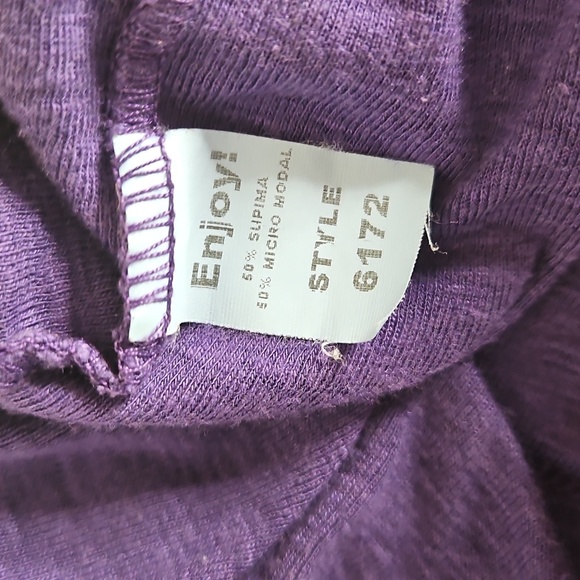 Enjoy!
50% SUPIMA
50% MICRO MODAL
STYLE
6172